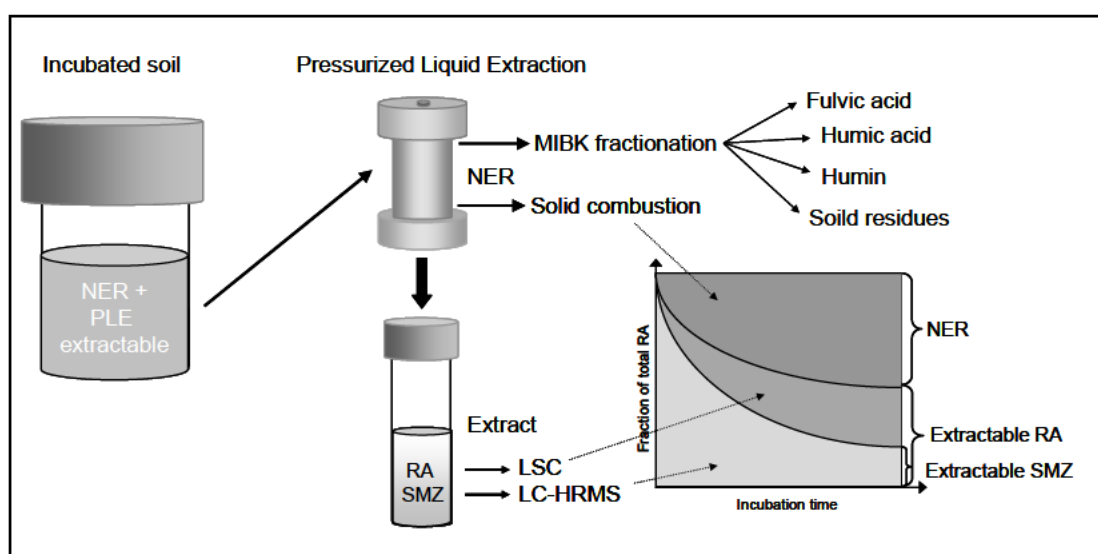 Incubated soil
Pressurized Liquid Extraction
NER +
PLE
extractable
NER
MIBK fractionation
Solid combustion
Fulvic acid
Humic acid
Humin
Soild residues
Extract
RA
SMZ
LSC
LC-HRMS
Fraction of total RA
Incubation time
NER
Extractable RA
Extractable SMZ